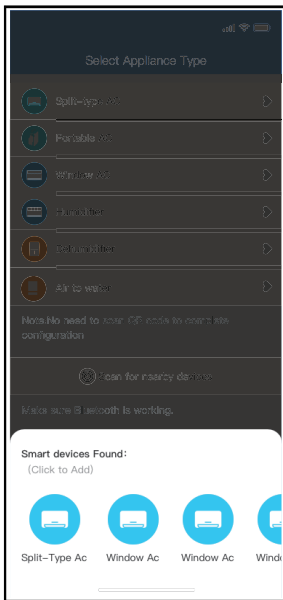 Select Appliance Type
Split-type AC
Portable AC
Window AC
Humidifier
Dehumidifier
Air to water
Note:No need to scan QR code to complete
configuration
Scan for nearby devices
Make sure Bluetooth is working.
Smart devices Found:
(Click to Add)
Split-Type Ac
Window Ac
Window Ac
Wind